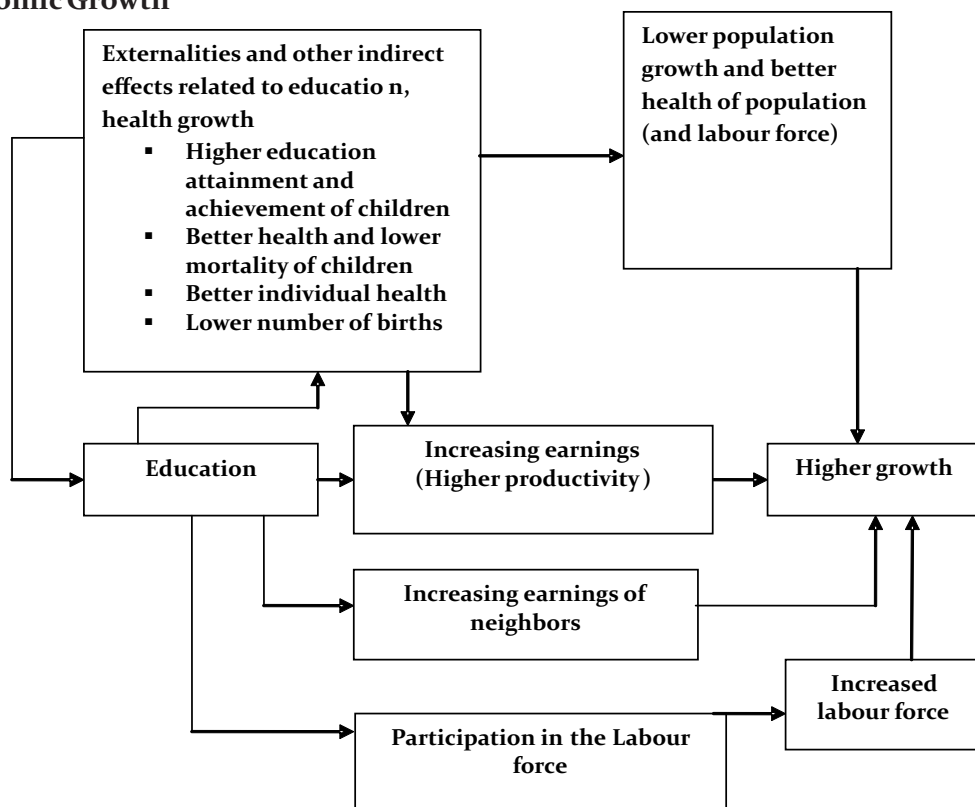 Growth
Externalities and other indirect
effects related to educatio n,
health growth
▪ Higher education
attainment and
achievement of children
▪ Better health and lower
mortality of children
▪ Better individual health
▪ Lower number of births
Lower population
growth and better
health of population
(and labour force)
Education
Increasing earnings
(Higher productivity )
Higher growth
Increasing earnings of
neighbors
Increased
labour force
Participation in the Labour
force